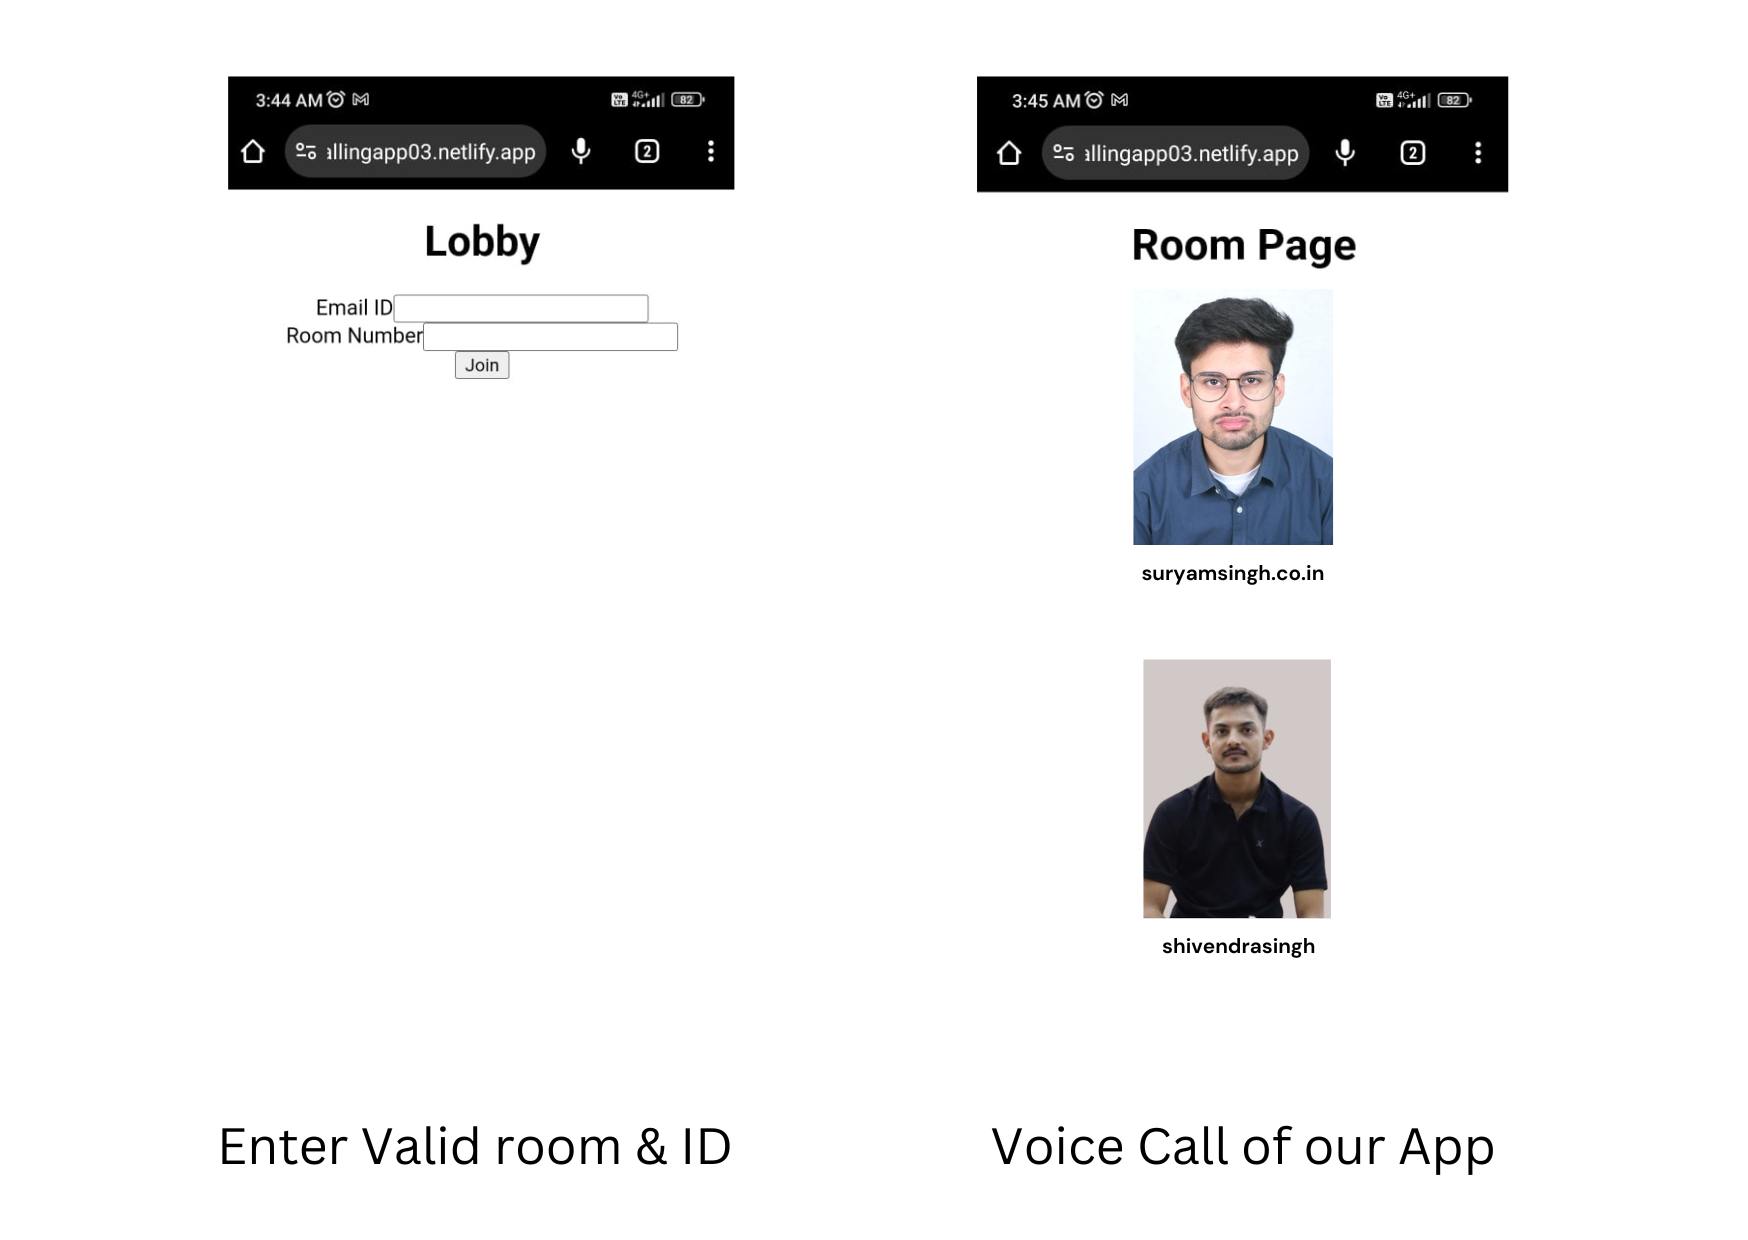 3:44 AM
VoLTE 4G+ 82
allingapp03.netlify.app
2
Lobby
Email ID
Room Number
Join
Enter Valid room & ID
3:45 AM
VoLTE 4G+ 82
allingapp03.netlify.app
2
Room Page
suryamsingh.co.in
shivendrasingh
Voice Call of our App